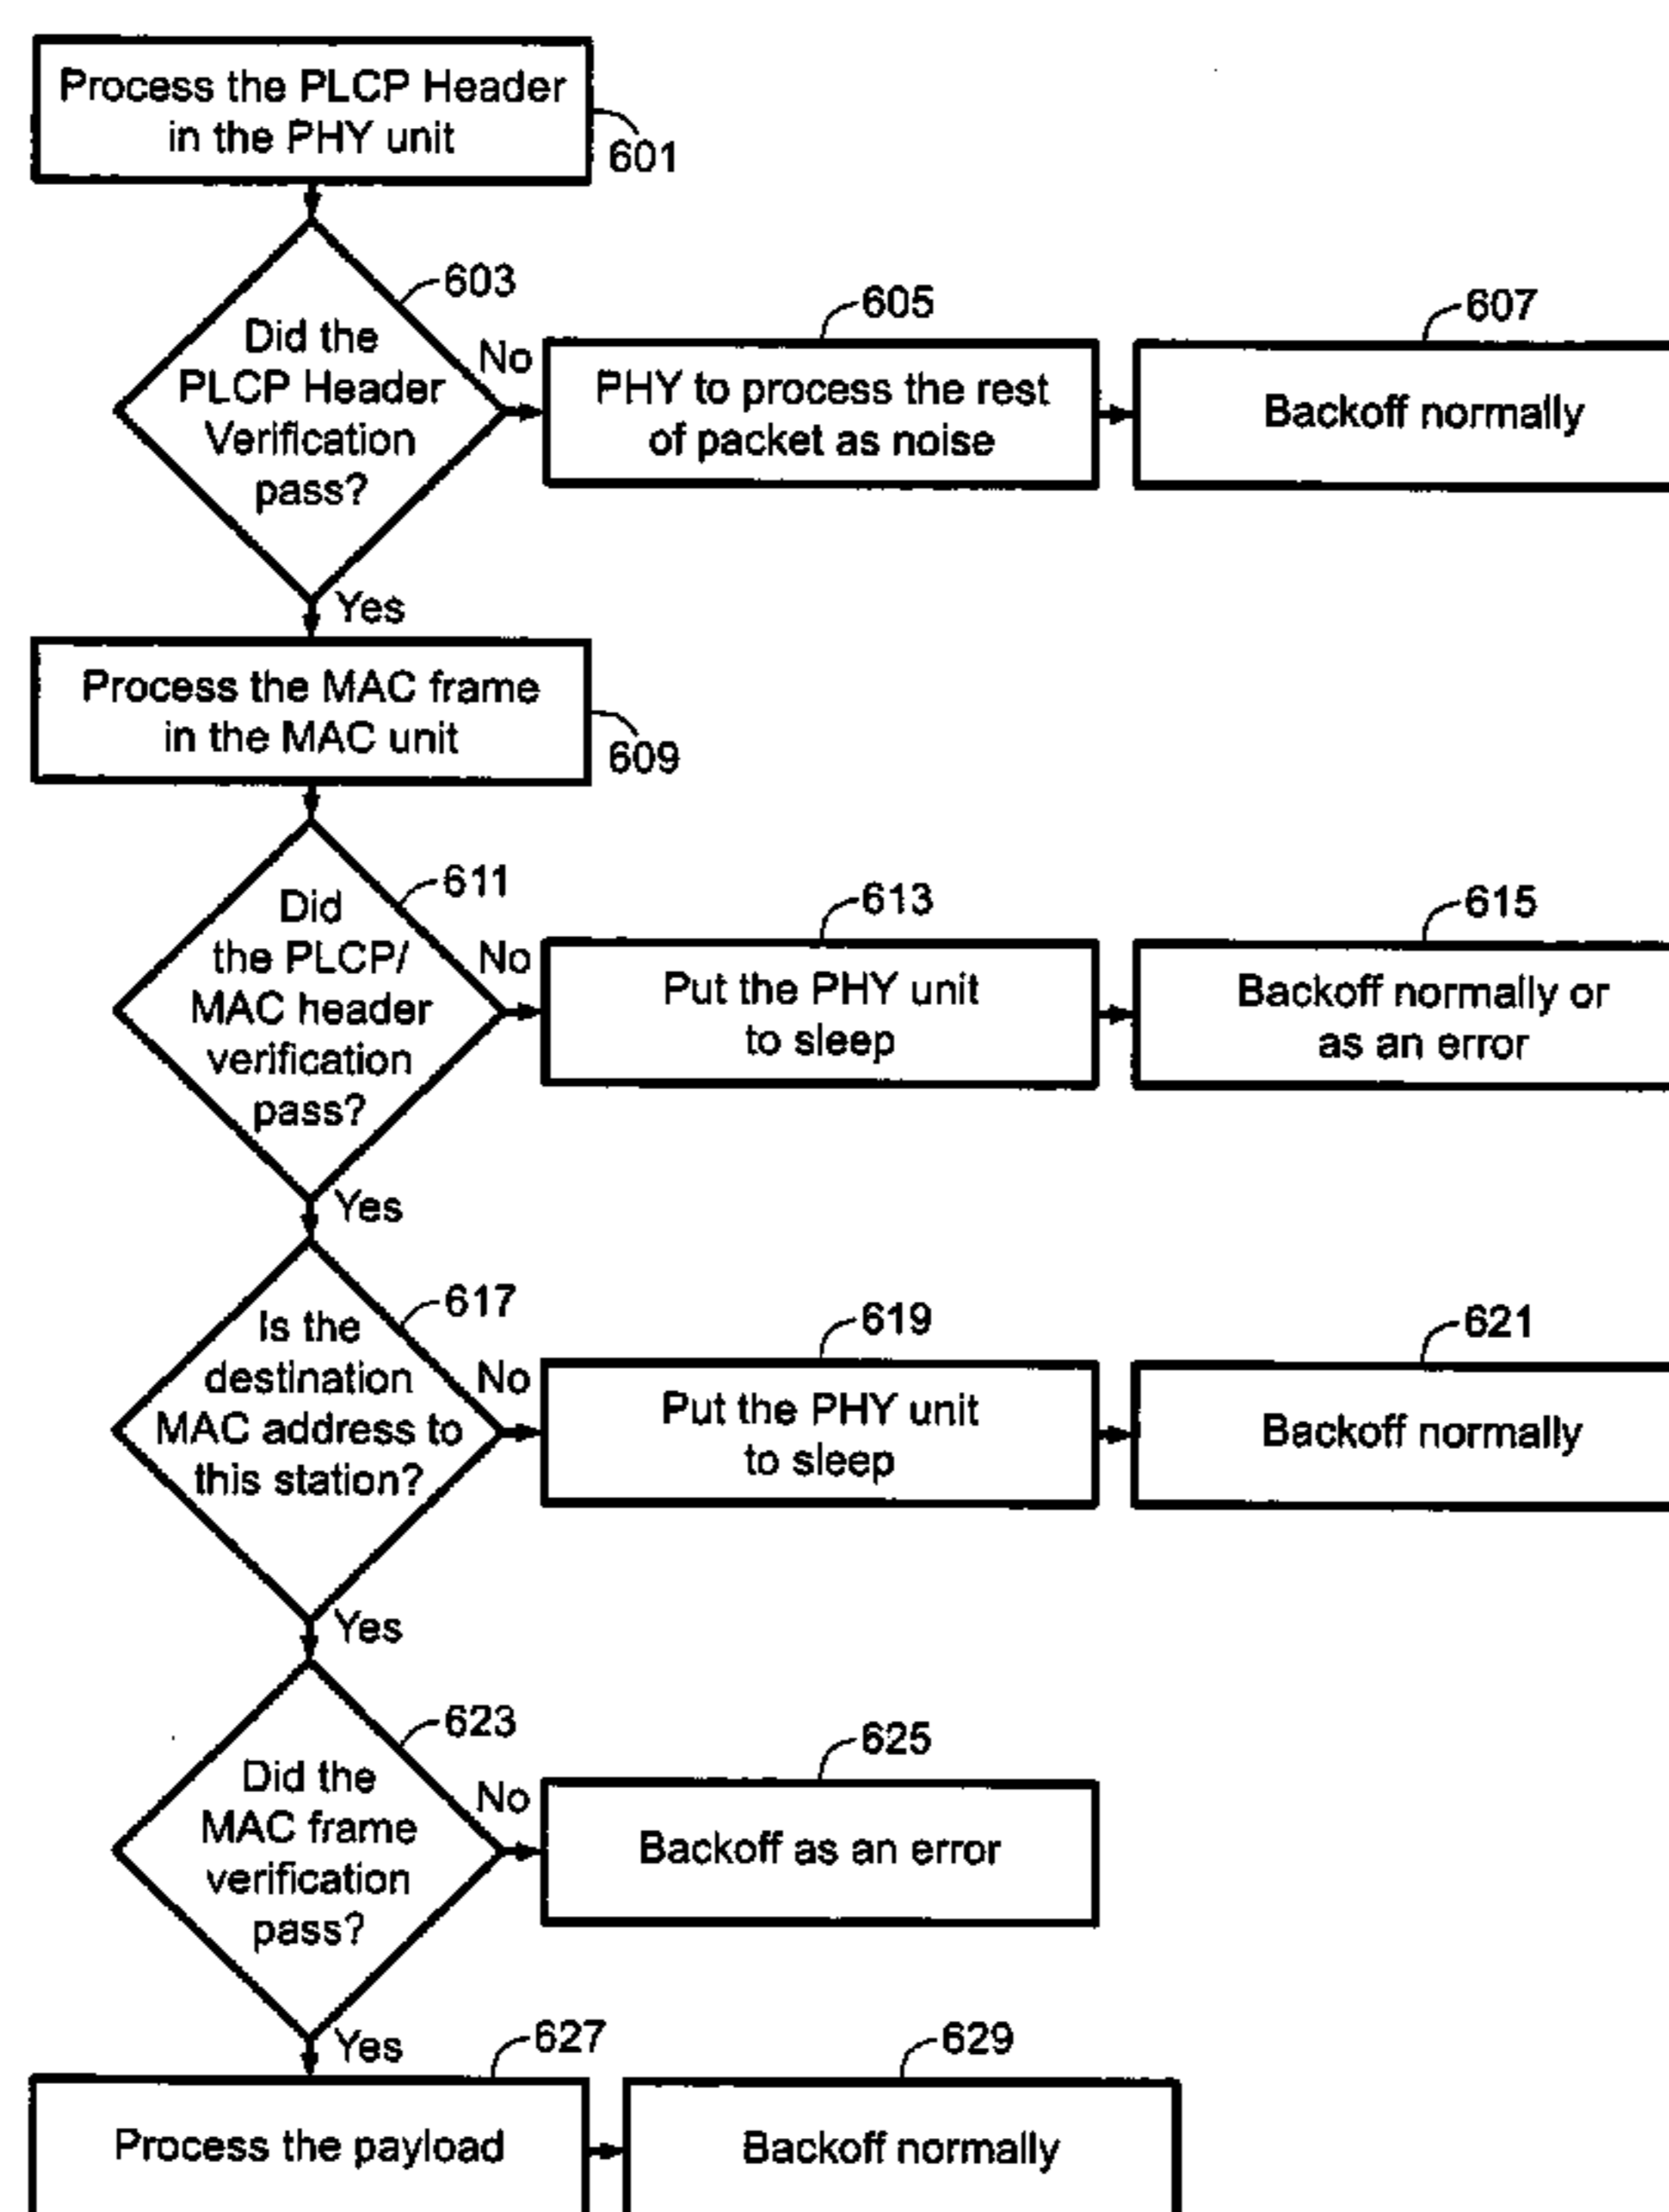 Process the PLCP Header
in the PHY unit
601
603
Did the
PLCP Header
Verification
pass?
No
605
PHY to process the rest
of packet as noise
607
Backoff normally
Yes
Process the MAC frame
in the MAC unit
609
611
Did
the PLCP/
MAC header
verification
pass?
No
613
Put the PHY unit
to sleep
615
Backoff normally or
as an error
Yes
617
Is the
destination
MAC address to
this station?
No
619
Put the PHY unit
to sleep
621
Backoff normally
Yes
623
Did the
MAC frame
verification
pass?
No
625
Backoff as an error
Yes
627
Process the payload
629
Backoff normally